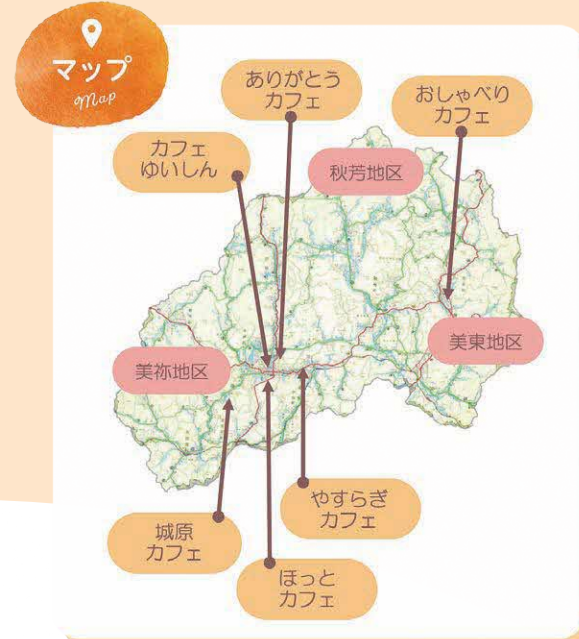 マップ
Map
ありがとう
カフェ
おしゃべり
カフェ
カフェ
ゆいしん
秋芳地区
美東地区
美祢地区
やすらぎ
カフェ
城原
カフェ
ほっと
カフェ